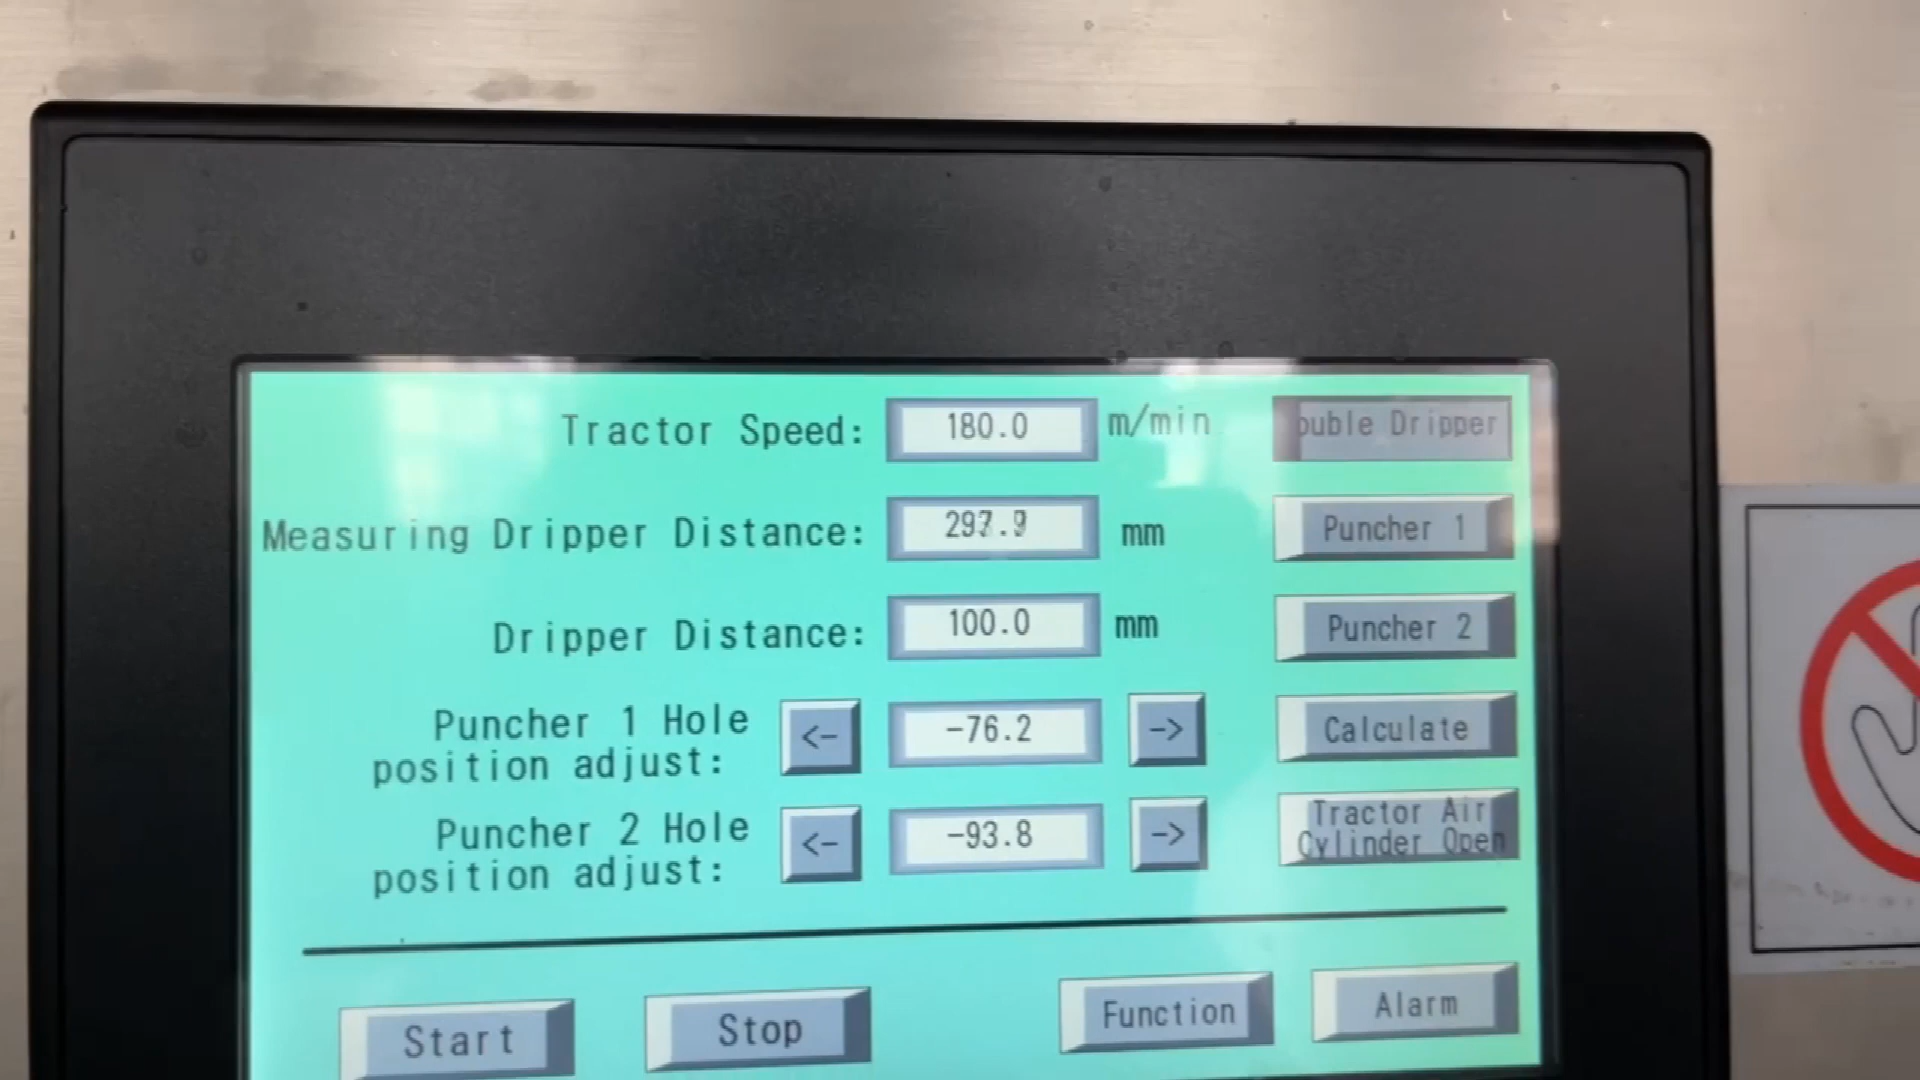 Tractor Speed: 180.0 m/min
Measuring Dripper Distance: mm
Dripper Distance: 100.0 mm
Puncher 1 Hole
position adjust: <- -76.2 ->
Puncher 2 Hole
position adjust: <- -93.8 ->
ouble Dripper
Puncher 1
Puncher 2
Calculate
Tractor Air
Cylinder Open
Start Stop Function Alarm